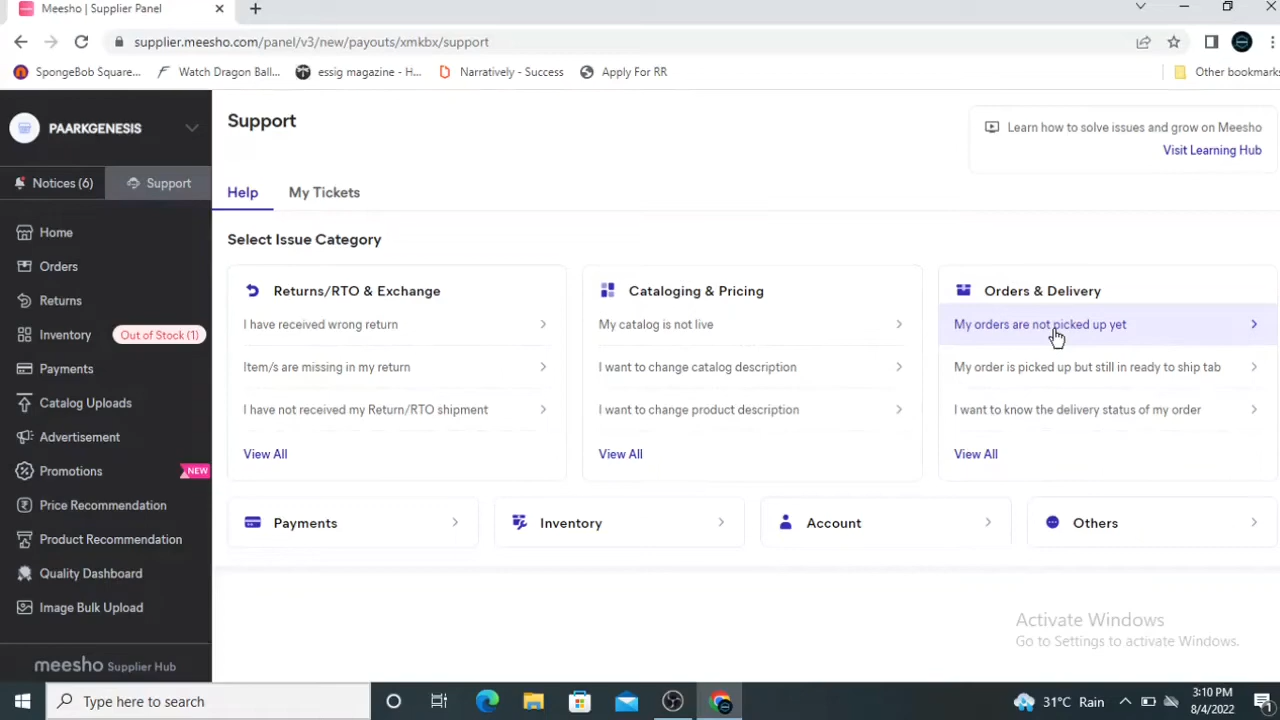 Meesho | Supplier Panel
supplier.meesho.com/panel/v3/new/payouts/xmkbx/support
SpongeBob Square... Watch Dragon Ball... essig magazine - H... Narratively - Success Apply For RR Other bookmarks
PAARKGENESIS
Notices (6) Support
Home
Orders
Returns
Inventory Out of Stock (1)
Payments
Catalog Uploads
Advertisement
Promotions NEW
Price Recommendation
Product Recommendation
Quality Dashboard
Image Bulk Upload
meesho Supplier Hub
Support
Learn how to solve issues and grow on Meesho
Visit Learning Hub
Help My Tickets
Select Issue Category
Returns/RTO & Exchange
I have received wrong return
Item/s are missing in my return
I have not received my Return/RTO shipment
View All
Cataloging & Pricing
My catalog is not live
I want to change catalog description
I want to change product description
View All
Orders & Delivery
My orders are not picked up yet
My order is picked up but still in ready to ship tab
I want to know the delivery status of my order
View All
Payments Inventory Account Others
Activate Windows
Go to Settings to activate Windows.
Type here to search
31°C Rain
3:10 PM
8/4/2022
1